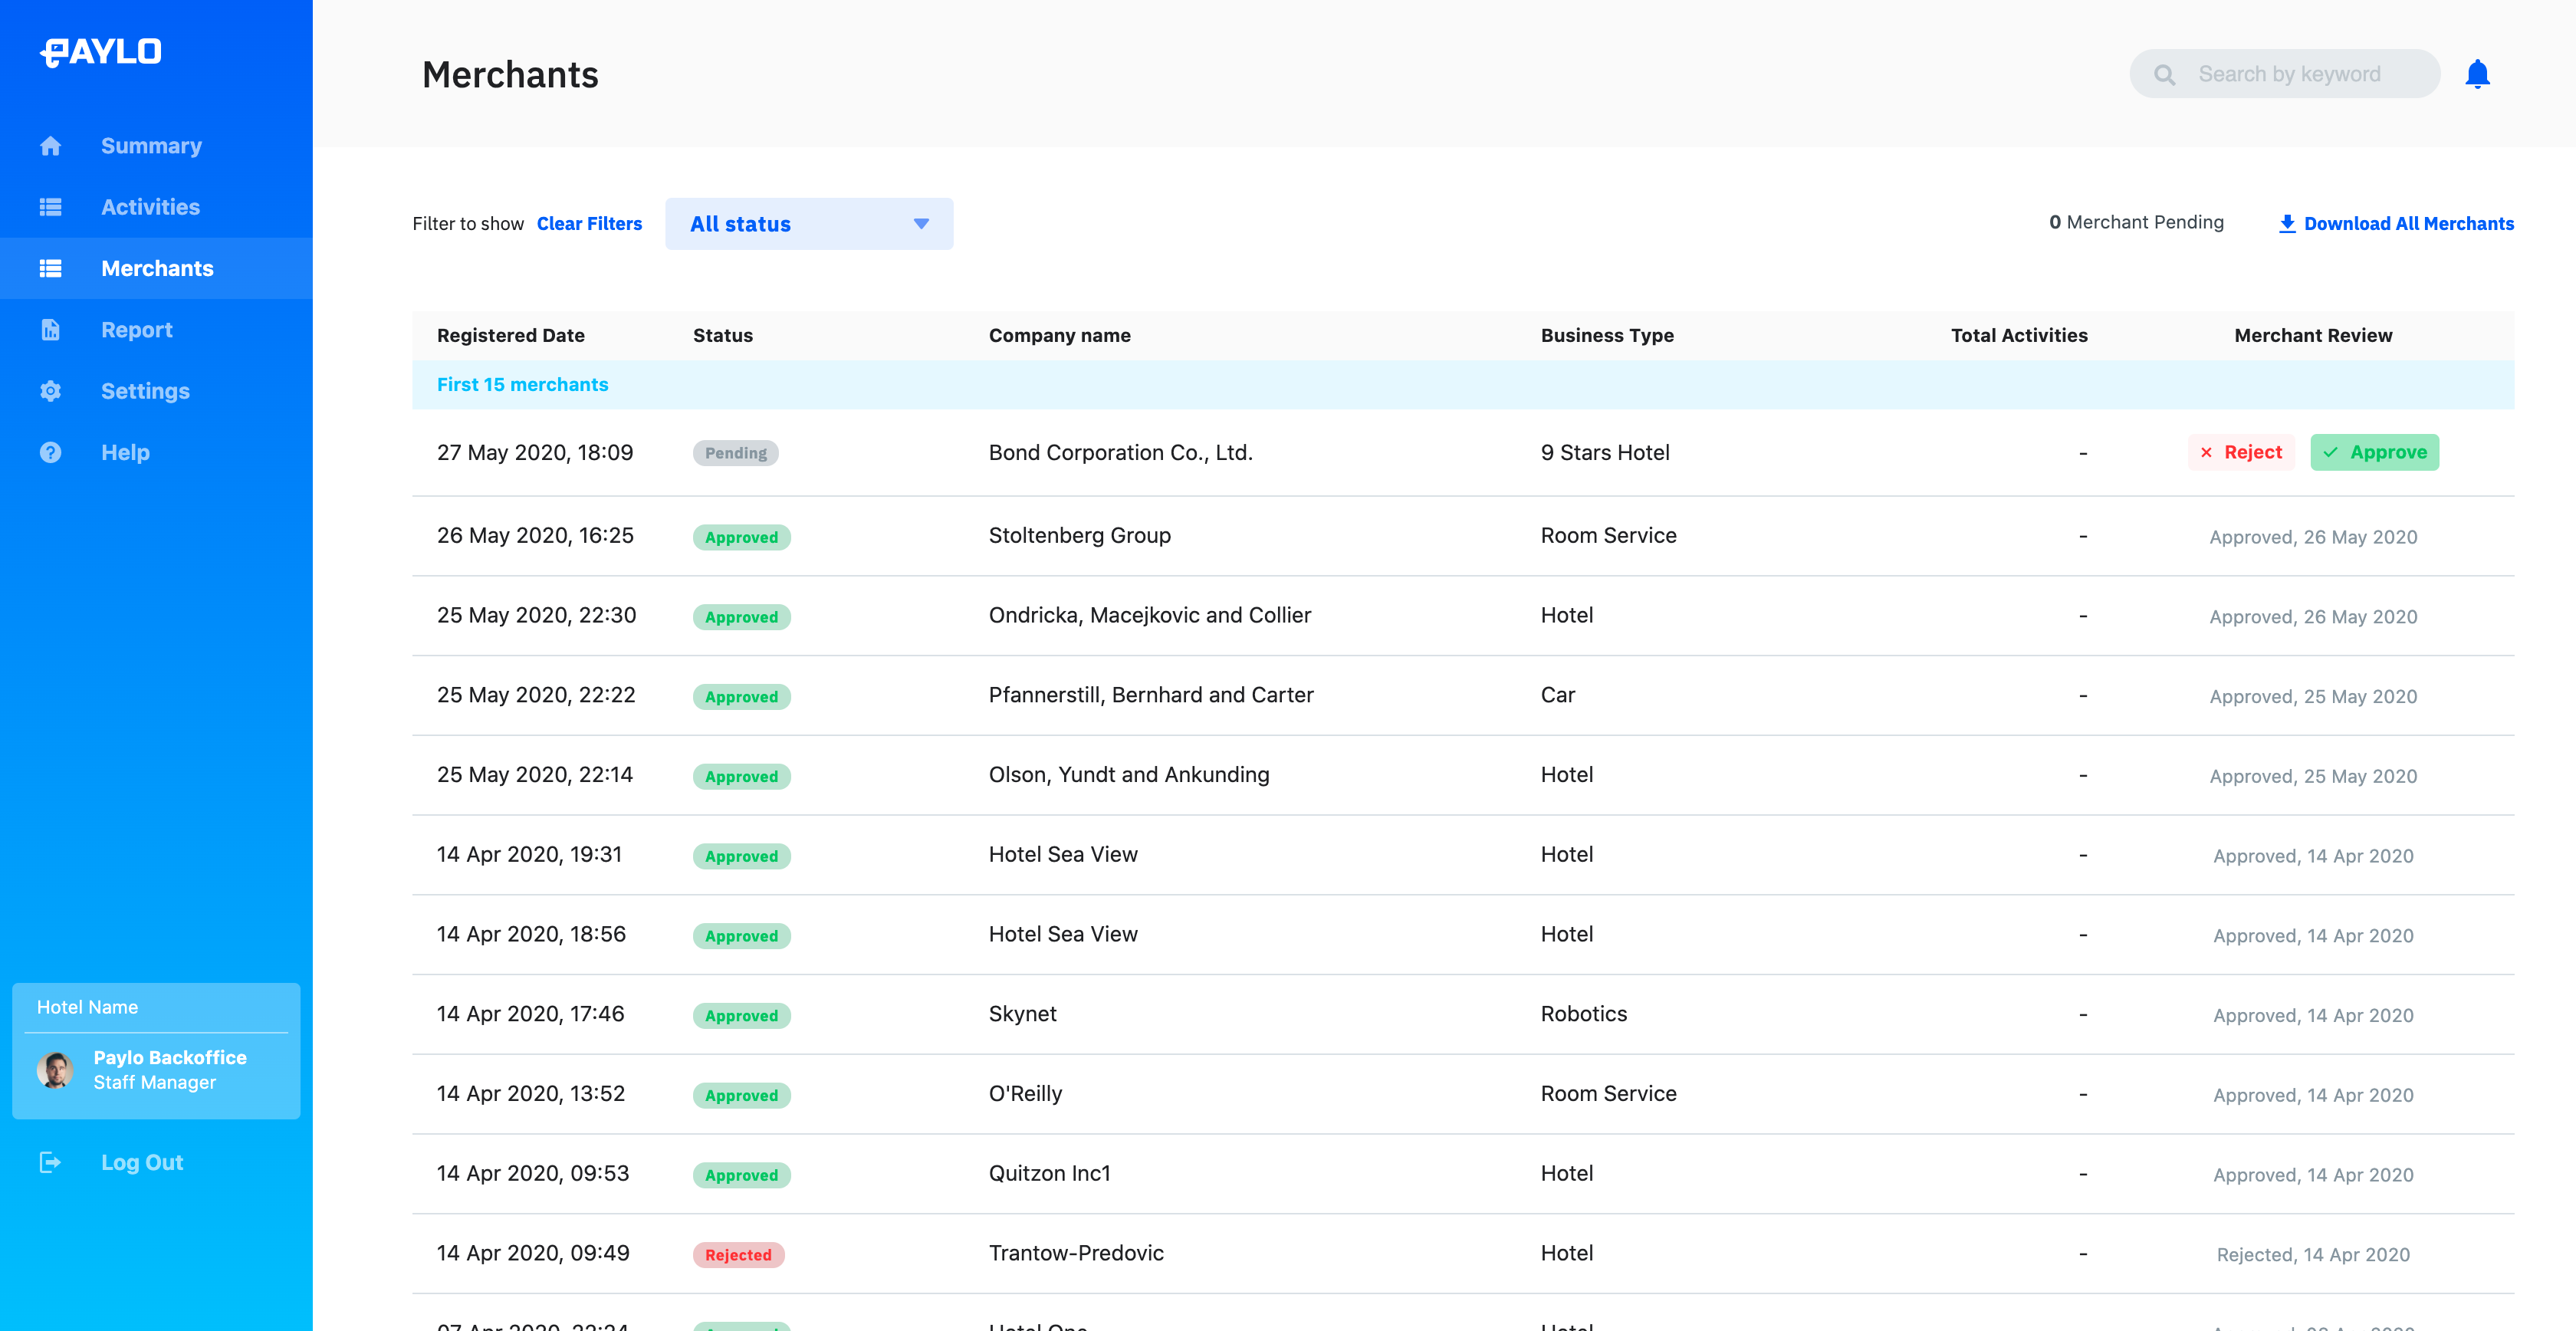 PAYLO
Summary
Activities
Merchants
Report
Settings
Help
Hotel Name
Paylo Backoffice
Staff Manager
Log Out
Merchants
Search by keyword
Filter to show Clear Filters All status 0 Merchant Pending Download All Merchants
Registered Date Status Company name Business Type Total Activities Merchant Review
First 15 merchants
27 May 2020, 18:09 Pending Bond Corporation Co., Ltd. 9 Stars Hotel - Reject Approve
26 May 2020, 16:25 Approved Stoltenberg Group Room Service - Approved, 26 May 2020
25 May 2020, 22:30 Approved Ondricka, Macejkovic and Collier Hotel - Approved, 26 May 2020
25 May 2020, 22:22 Approved Pfannerstill, Bernhard and Carter Car - Approved, 25 May 2020
25 May 2020, 22:14 Approved Olson, Yundt and Ankunding Hotel - Approved, 25 May 2020
14 Apr 2020, 19:31 Approved Hotel Sea View Hotel - Approved, 14 Apr 2020
14 Apr 2020, 18:56 Approved Hotel Sea View Hotel - Approved, 14 Apr 2020
14 Apr 2020, 17:46 Approved Skynet Robotics - Approved, 14 Apr 2020
14 Apr 2020, 13:52 Approved O'Reilly Room Service - Approved, 14 Apr 2020
14 Apr 2020, 09:53 Approved Quitzon Inc1 Hotel - Approved, 14 Apr 2020
14 Apr 2020, 09:49 Rejected Trantow-Predovic Hotel - Rejected, 14 Apr 2020